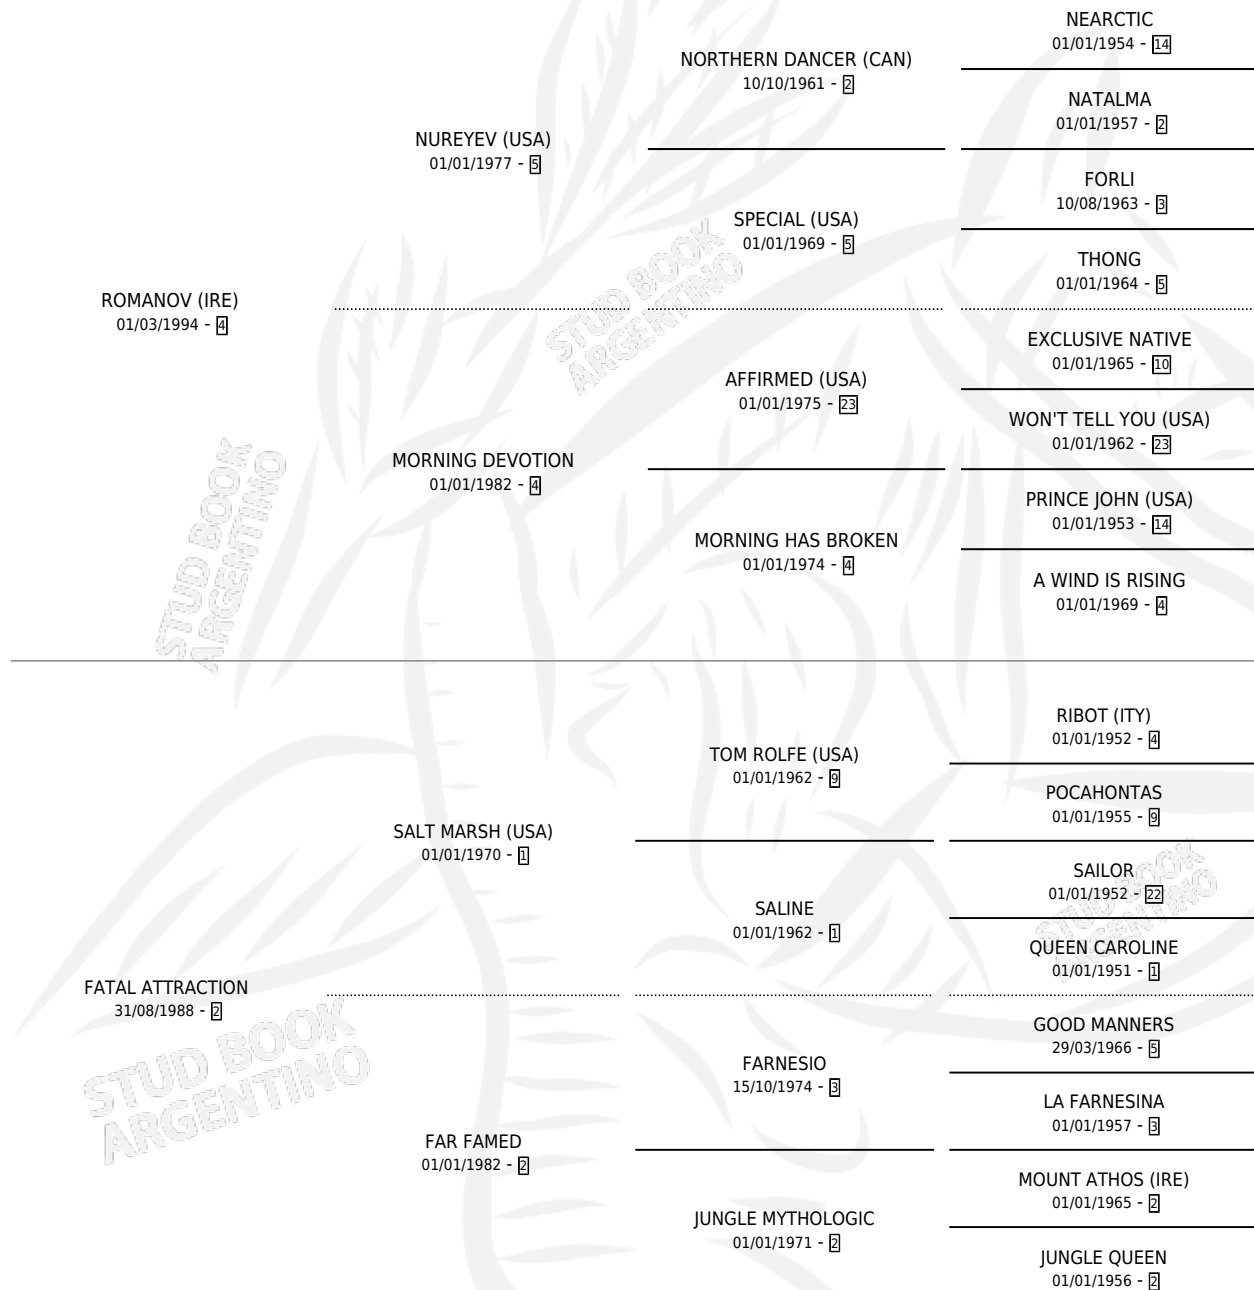 NEARCTIC
01/01/1954 - 14
NORTHERN DANCER (CAN)
10/10/1961 - 2
NATALMA
01/01/1957 - 2
NUREYEV (USA)
01/01/1977 - 5
FORLI
10/08/1963 - 3
SPECIAL (USA)
01/01/1969 - 5
THONG
01/01/1964 - 5
ROMANOV (IRE)
01/03/1994 - 4
EXCLUSIVE NATIVE
01/01/1965 - 10
AFFIRMED (USA)
01/01/1975 - 23
WON'T TELL YOU (USA)
01/01/1962 - 23
MORNING DEVOTION
01/01/1982 - 4
PRINCE JOHN (USA)
01/01/1953 - 14
MORNING HAS BROKEN
01/01/1974 - 4
A WIND IS RISING
01/01/1969 - 4
RIBOT (ITY)
01/01/1952 - 4
TOM ROLFE (USA)
01/01/1962 - 9
POCAHONTAS
01/01/1955 - 9
SALT MARSH (USA)
01/01/1970 - 1
SAILOR
01/01/1952 - 22
SALINE
01/01/1962 - 1
QUEEN CAROLINE
01/01/1951 - 1
FATAL ATTRACTION
31/08/1988 - 2
GOOD MANNERS
29/03/1966 - 5
FARNESIO
15/10/1974 - 3
LA FARNESINA
01/01/1957 - 3
FAR FAMED
01/01/1982 - 2
MOUNT ATHOS (IRE)
01/01/1965 - 2
JUNGLE MYTHOLOGIC
01/01/1971 - 2
JUNGLE QUEEN
01/01/1956 - 2
STUD BOOK
ARGENTINO
STUD BOOK
ARGENTINO
STUD BOOK
ARGENTINO
STUD BOOK
ARGENTINO